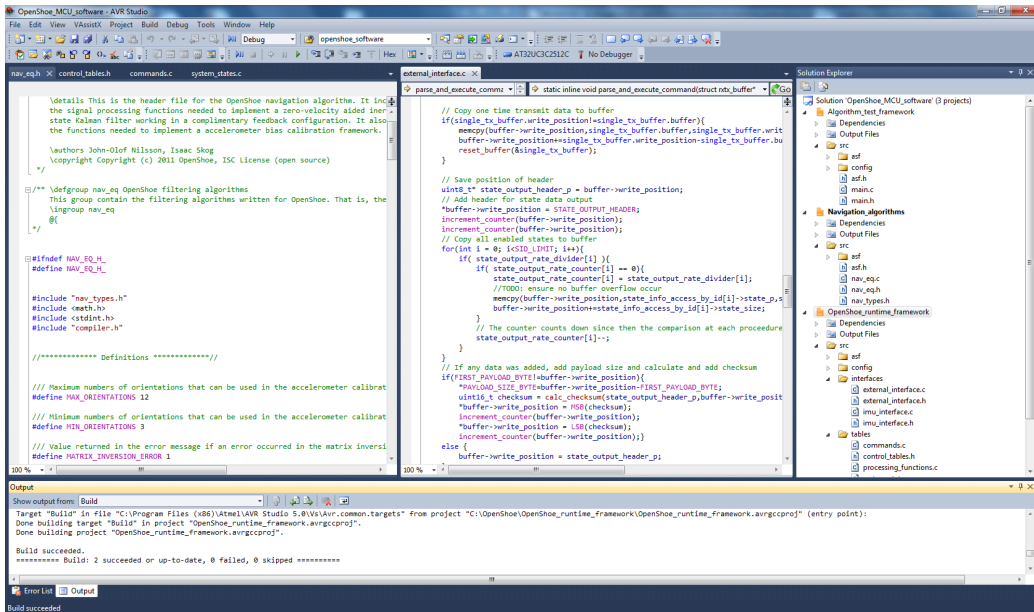 OpenShoe_MCU_software - AVR Studio
File Edit View VAssistX Project Build Debug Tools Window Help
Debug openshoe_software
Hex AT32UC3C2512C No Debugger
nav_eq.h control_tables.h commands.c system_states.c
\details This is the header file for the OpenShoe navigation algorithm. It inc
the signal processing functions needed to implement a zero-velocity aided iner
state Kalman filter working in a complimentary feedback configuration. It also
the functions needed to implement a accelerometer bias calibration framework.
\authors John-Olof Nilsson, Isaac Skog
\copyright Copyright (c) 2011 OpenShoe, ISC License (open source)
*/
/** \defgroup nav_eq OpenShoe filtering algorithms
This group contain the filtering algorithms written for OpenShoe. That is, the
\ingroup nav_eq
@{
*/
#ifndef NAV_EQ_H_
#define NAV_EQ_H_
#include "nav_types.h"
#include <math.h>
#include <stdint.h>
#include "compiler.h"
//************* Definitions *************//
/// Maximum numbers of orientations that can be used in the accelerometer calibrat
#define MAX_ORIENTATIONS 12
/// Minimum numbers of orientations that can be used in the accelerometer calibrat
#define MIN_ORIENTATIONS 3
/// Value returned in the error message if an error occurred in the matrix inversi
#define MATRIX_INVERSION_ERROR 1
100 %
external_interface.c
parse_and_execute_comma static inline void parse_and_execute_command(struct rxtx_buffer* Go
// Copy one time transmit data to buffer
if(single_tx_buffer.write_position!=single_tx_buffer.buffer){
memcpy(buffer->write_position,single_tx_buffer.buffer,single_tx_buffer.writ
buffer->write_position+=single_tx_buffer.write_position-single_tx_buffer.bu
reset_buffer(&single_tx_buffer);
}
// Save position of header
uint8_t* state_output_header_p = buffer->write_position;
// Add header for state data output
*buffer->write_position = STATE_OUTPUT_HEADER;
increment_counter(buffer->write_position);
increment_counter(buffer->write_position);
// Copy all enabled states to buffer
for(int i = 0; i<SID_LIMIT; i++){
if( state_output_rate_divider[i] ){
if( state_output_rate_counter[i] == 0){
state_output_rate_counter[i] = state_output_rate_divider[i];
//TODO: ensure no buffer overflow occur
memcpy(buffer->write_position,state_info_access_by_id[i]->state_p,s
buffer->write_position+=state_info_access_by_id[i]->state_size;
}
// The counter counts down since then the comparison at each proceedure
state_output_rate_counter[i]--;
}
}
// If any data was added, add payload size and calculate and add checksum
if(FIRST_PAYLOAD_BYTE!=buffer->write_position){
*PAYLOAD_SIZE_BYTE=buffer->write_position-FIRST_PAYLOAD_BYTE;
uint16_t checksum = calc_checksum(state_output_header_p,buffer->write_posit
*buffer->write_position = MSB(checksum);
increment_counter(buffer->write_position);
*buffer->write_position = LSB(checksum);
increment_counter(buffer->write_position);}
else {
buffer->write_position = state_output_header_p;
100 %
Solution Explorer
Solution 'OpenShoe_MCU_software' (3 projects)
Algorithm_test_framework
Dependencies
Output Files
src
asf
config
asf.h
main.c
main.h
Navigation_algorithms
Dependencies
Output Files
src
asf
asf.h
nav_eq.c
nav_eq.h
nav_types.h
OpenShoe_runtime_framework
Dependencies
Output Files
src
asf
config
interfaces
external_interface.c
external_interface.h
imu_interface.c
imu_interface.h
tables
commands.c
control_tables.h
processing_functions.c
Output
Show output from: Build
Target "Build" in file "C:\Program Files (x86)\Atmel\AVR Studio 5.0\Vs\Avr.common.targets" from project "C:\OpenShoe\OpenShoe_runtime_framework\OpenShoe_runtime_framework.avrgccproj" (entry point):
Done building target "Build" in project "OpenShoe_runtime_framework.avrgccproj".
Done building project "OpenShoe_runtime_framework.avrgccproj".
Build succeeded.
========== Build: 2 succeeded or up-to-date, 0 failed, 0 skipped ==========
Error List Output
Build succeeded